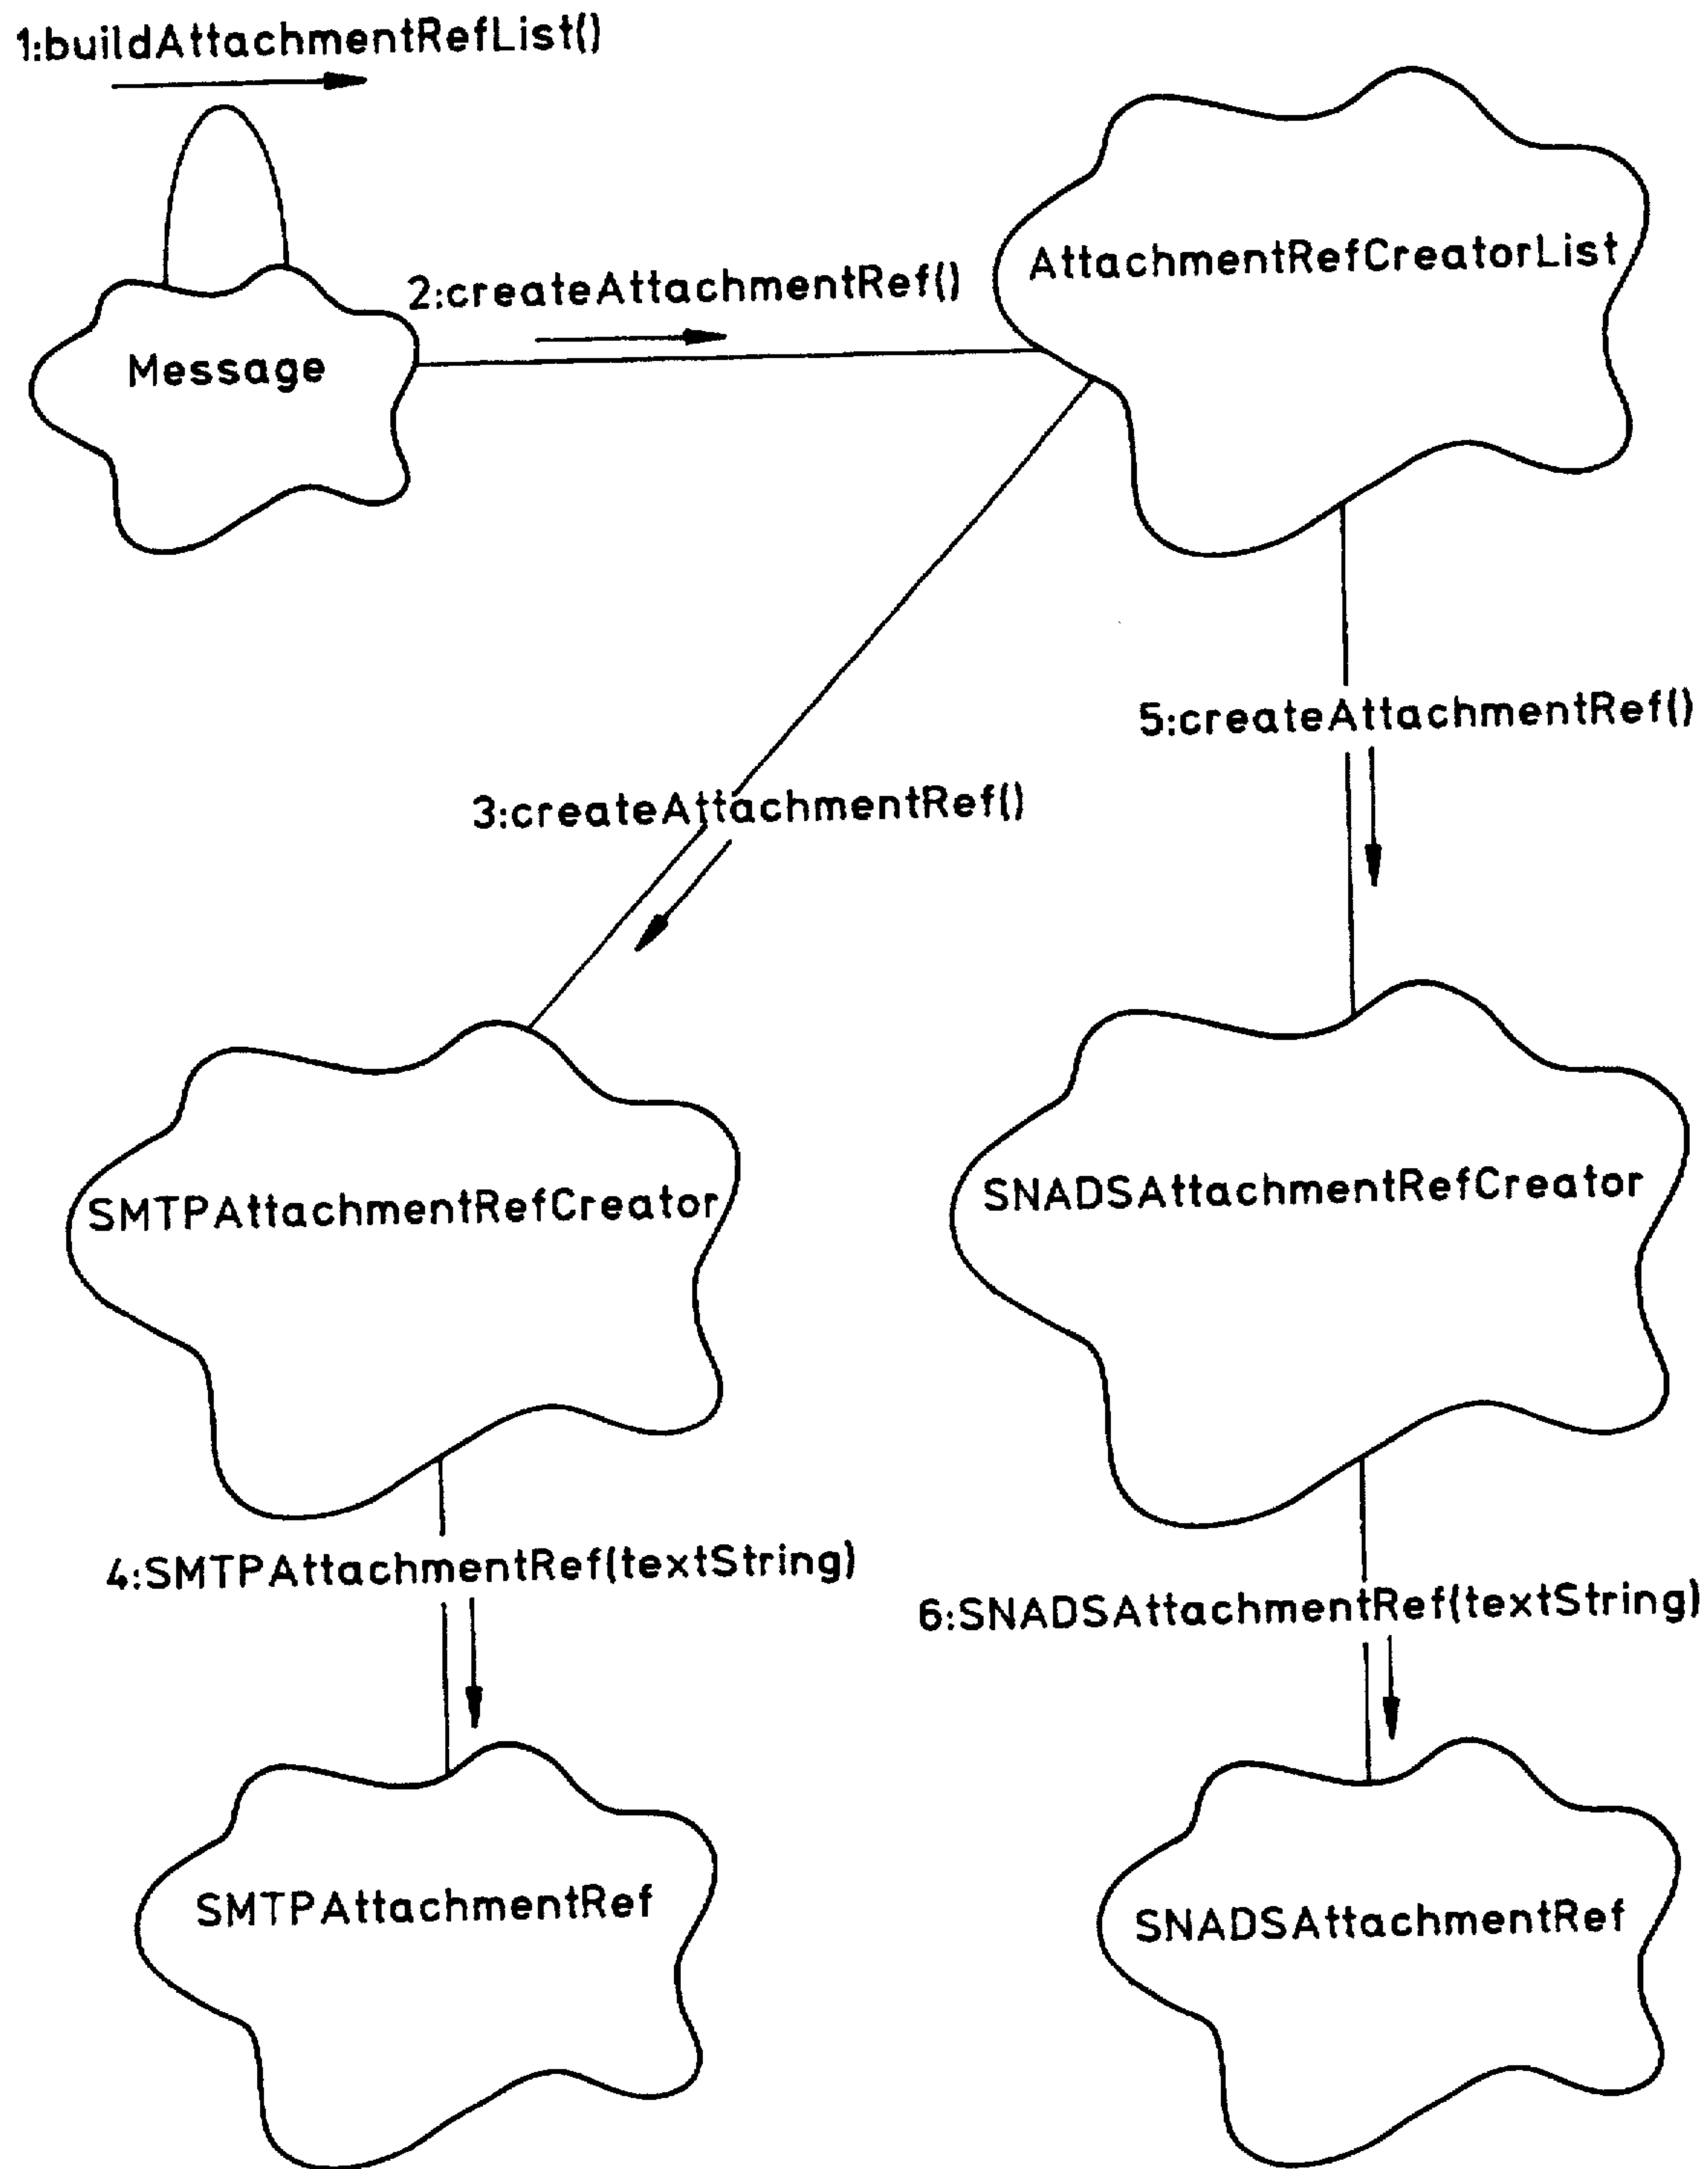 1:buildAttachmentRefList()
AttachmentRefCreatorList
2:createAttachmentRef()
Message
5:createAttachmentRef()
3:createAttachmentRef()
SMTPAttachmentRefCreator
SNADSAttachmentRefCreator
4:SMTPAttachmentRef(textString)
6:SNADSAttachmentRef(textString)
SMTPAttachmentRef
SNADSAttachmentRef